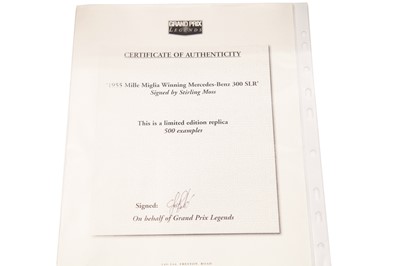 GRAND PRIX
LEGENDS
CERTIFICATE OF AUTHENTICITY
'1955 Mille Miglia Winning Mercedes-Benz 300 SLR'
Signed by Stirling Moss
This is a limited edition replica
500 examples
Signed:
On behalf of Grand Prix Legends